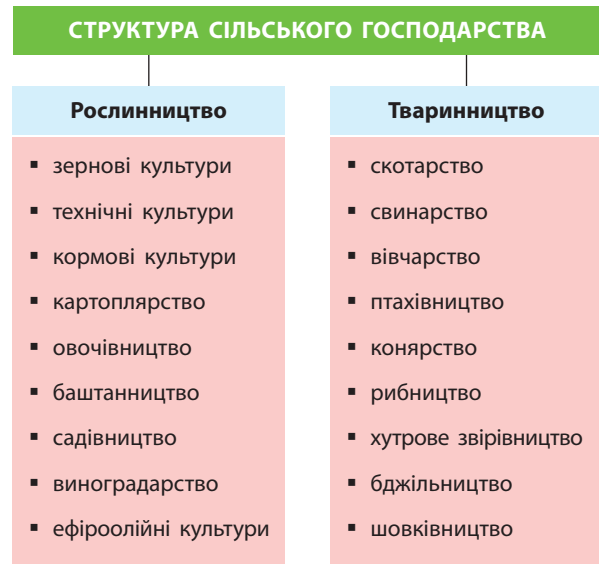 СТРУКТУРА СІЛЬСЬКОГО ГОСПОДАРСТВА
Рослинництво
▪ зернові культури
▪ технічні культури
▪ кормові культури
▪ картоплярство
▪ овочівництво
▪ баштанництво
▪ садівництво
▪ виноградарство
▪ ефіроолійні культури
Тваринництво
▪ скотарство
▪ свинарство
▪ вівчарство
▪ птахівництво
▪ конярство
▪ рибництво
▪ хутрове звірівництво
▪ бджільництво
▪ шовківництво